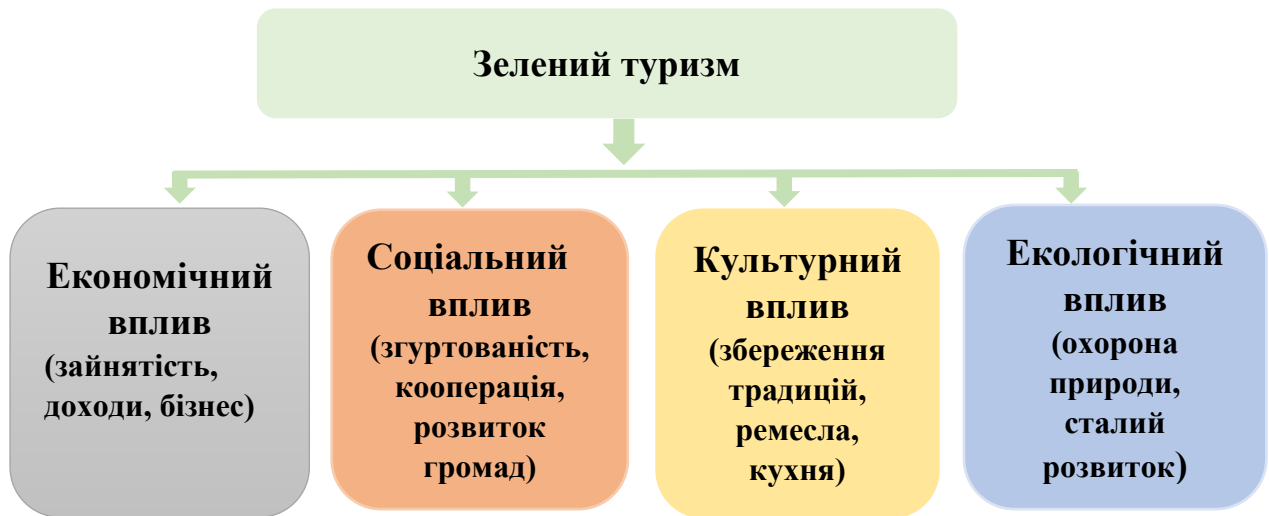 Зелений туризм
Економічний
вплив
(зайнятість,
доходи, бізнес)
Соціальний
вплив
(згуртованість,
кооперація,
розвиток
громад)
Культурний
вплив
(збереження
традицій,
ремесла,
кухня)
Екологічний
вплив
(охорона
природи,
сталий
розвиток)